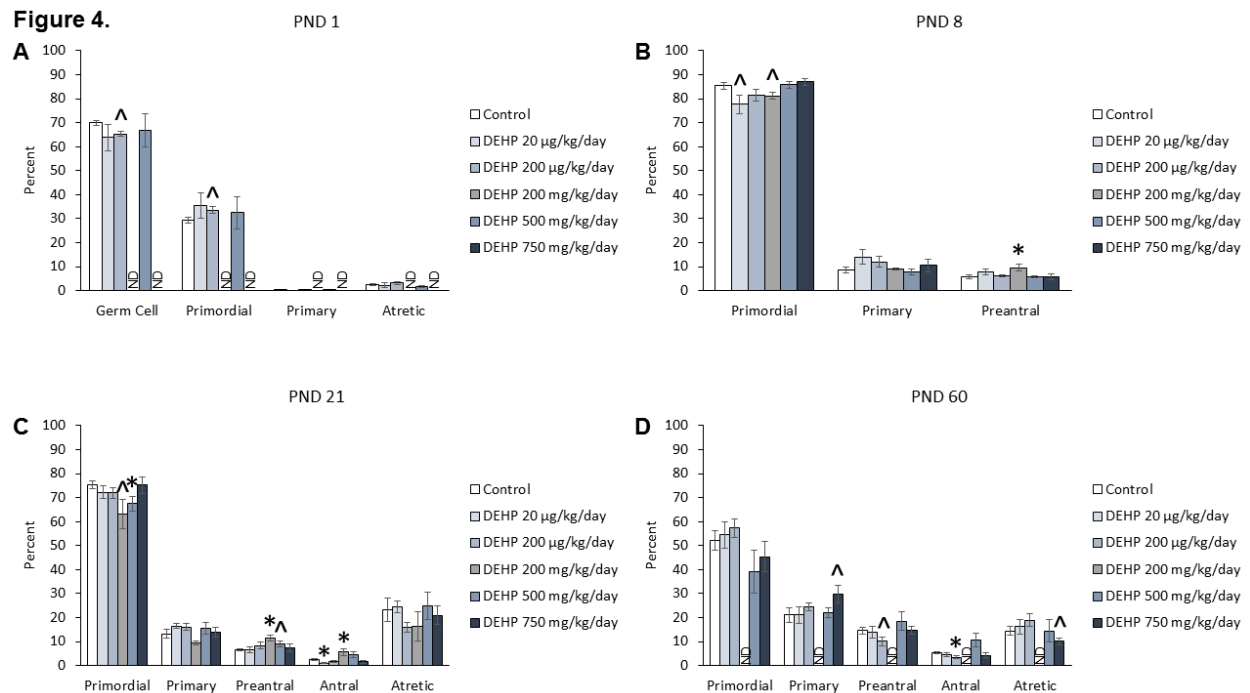 Figure 4.
PND 1
A
100
90
80
70
60
50
40
30
20
10
0
Percent
^
^
ND
ND
ND
ND
ND
ND
ND
ND
Germ Cell
Primordial
Primary
Atretic
Control
DEHP 20 µg/kg/day
DEHP 200 µg/kg/day
DEHP 200 mg/kg/day
DEHP 500 mg/kg/day
DEHP 750 mg/kg/day
PND 8
B
100
90
80
70
60
50
40
30
20
10
0
Percent
^
^
*
Primordial
Primary
Preantral
Control
DEHP 20 µg/kg/day
DEHP 200 µg/kg/day
DEHP 200 mg/kg/day
DEHP 500 mg/kg/day
DEHP 750 mg/kg/day
PND 21
C
100
90
80
70
60
50
40
30
20
10
0
Percent
^
*
*
^
*
*
Primordial
Primary
Preantral
Antral
Atretic
Control
DEHP 20 µg/kg/day
DEHP 200 µg/kg/day
DEHP 200 mg/kg/day
DEHP 500 mg/kg/day
DEHP 750 mg/kg/day
PND 60
D
100
90
80
70
60
50
40
30
20
10
0
Percent
^
^
*
^
ND
ND
ND
ND
ND
Primordial
Primary
Preantral
Antral
Atretic
Control
DEHP 20 µg/kg/day
DEHP 200 µg/kg/day
DEHP 200 mg/kg/day
DEHP 500 mg/kg/day
DEHP 750 mg/kg/day